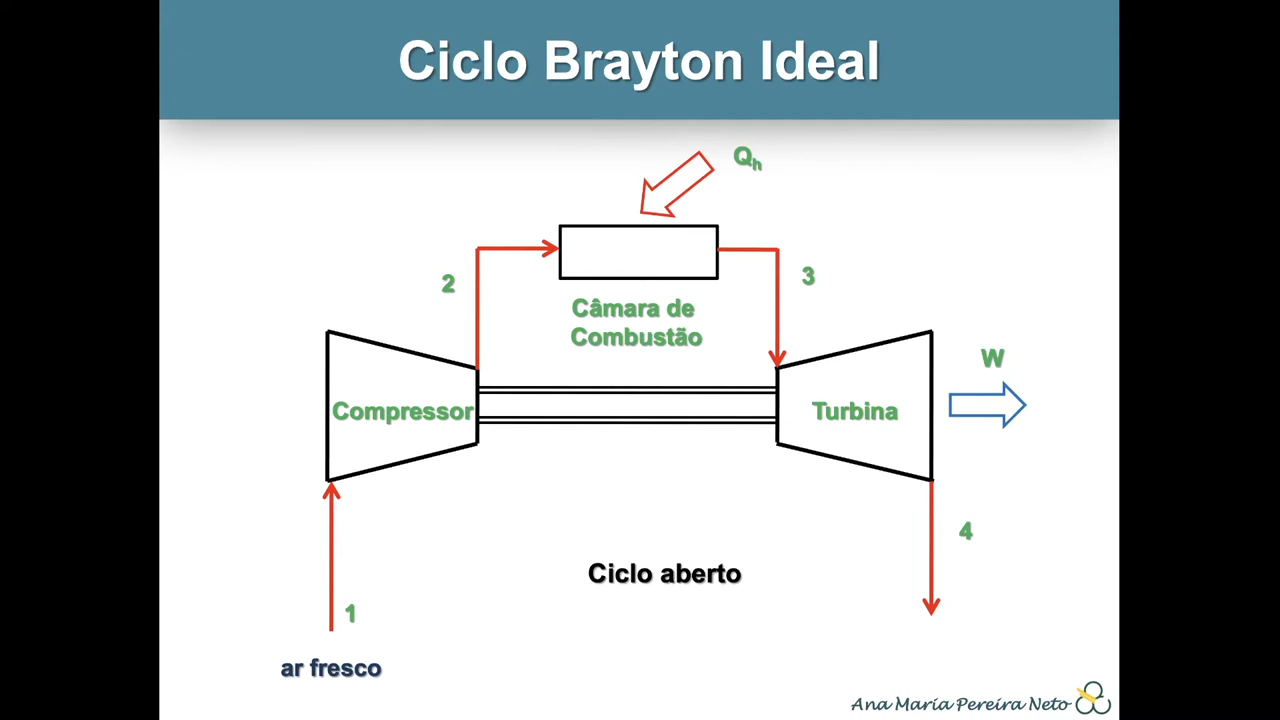 Ciclo Brayton Ideal
Qh
2
3
Câmara de
Combustão
W
Compressor
Turbina
4
Ciclo aberto
1
ar fresco
Ana Maria Pereira Neto